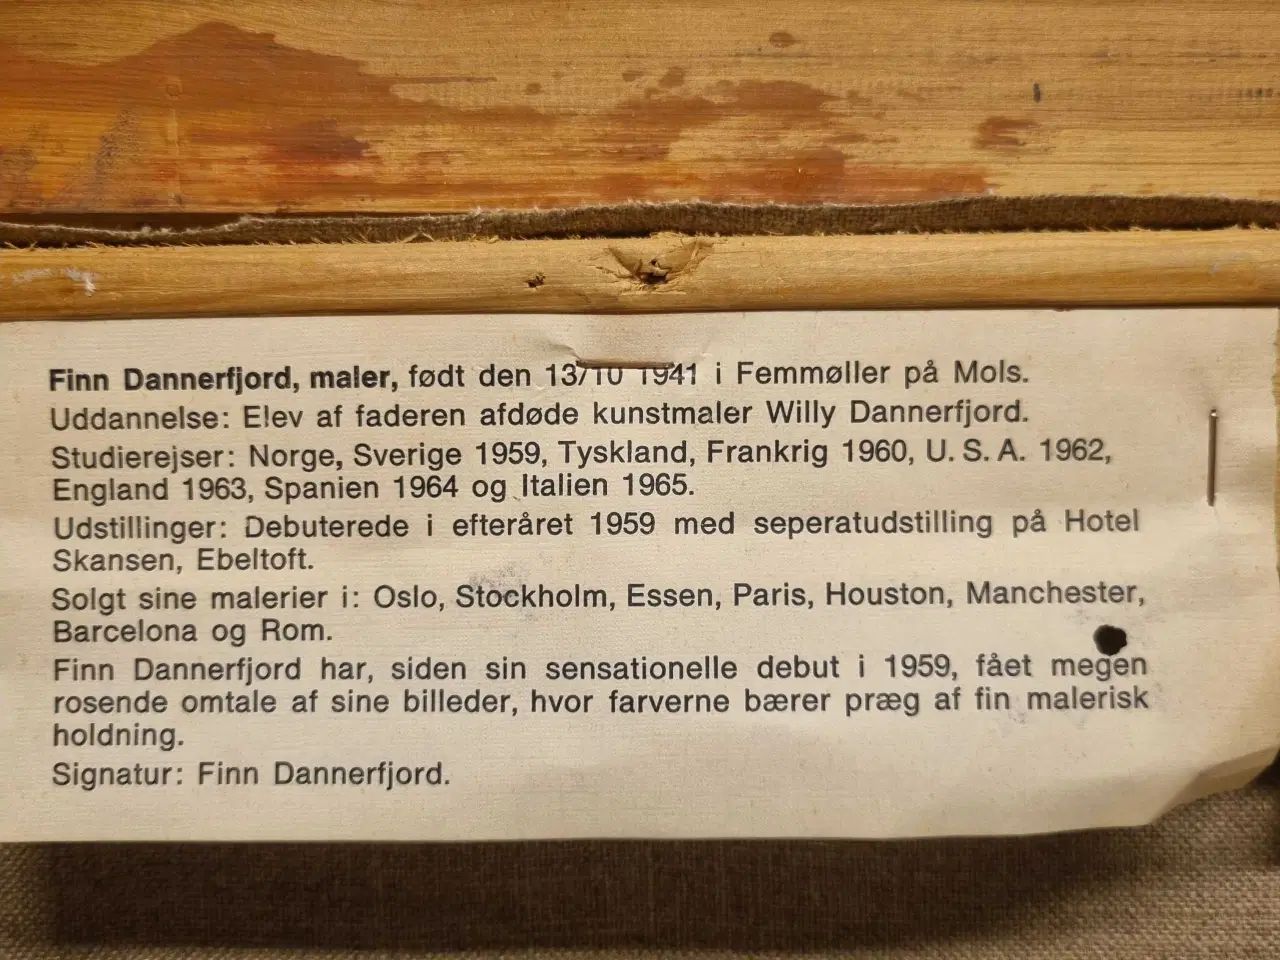 Finn Dannerfjord, maler, født den 13/10 1941 i Femmøller på Mols.
Uddannelse: Elev af faderen afdøde kunstmaler Willy Dannerfjord.
Studierejser: Norge, Sverige 1959, Tyskland, Frankrig 1960, U. S. A. 1962,
England 1963, Spanien 1964 og Italien 1965.
Udstillinger: Debuterede i efteråret 1959 med seperatudstilling på Hotel
Skansen, Ebeltoft.
Solgt sine malerier i: Oslo, Stockholm, Essen, Paris, Houston, Manchester,
Barcelona og Rom.
Finn Dannerfjord har, siden sin sensationelle debut i 1959, fået megen
rosende omtale af sine billeder, hvor farverne bærer præg af fin malerisk
holdning.
Signatur: Finn Dannerfjord.